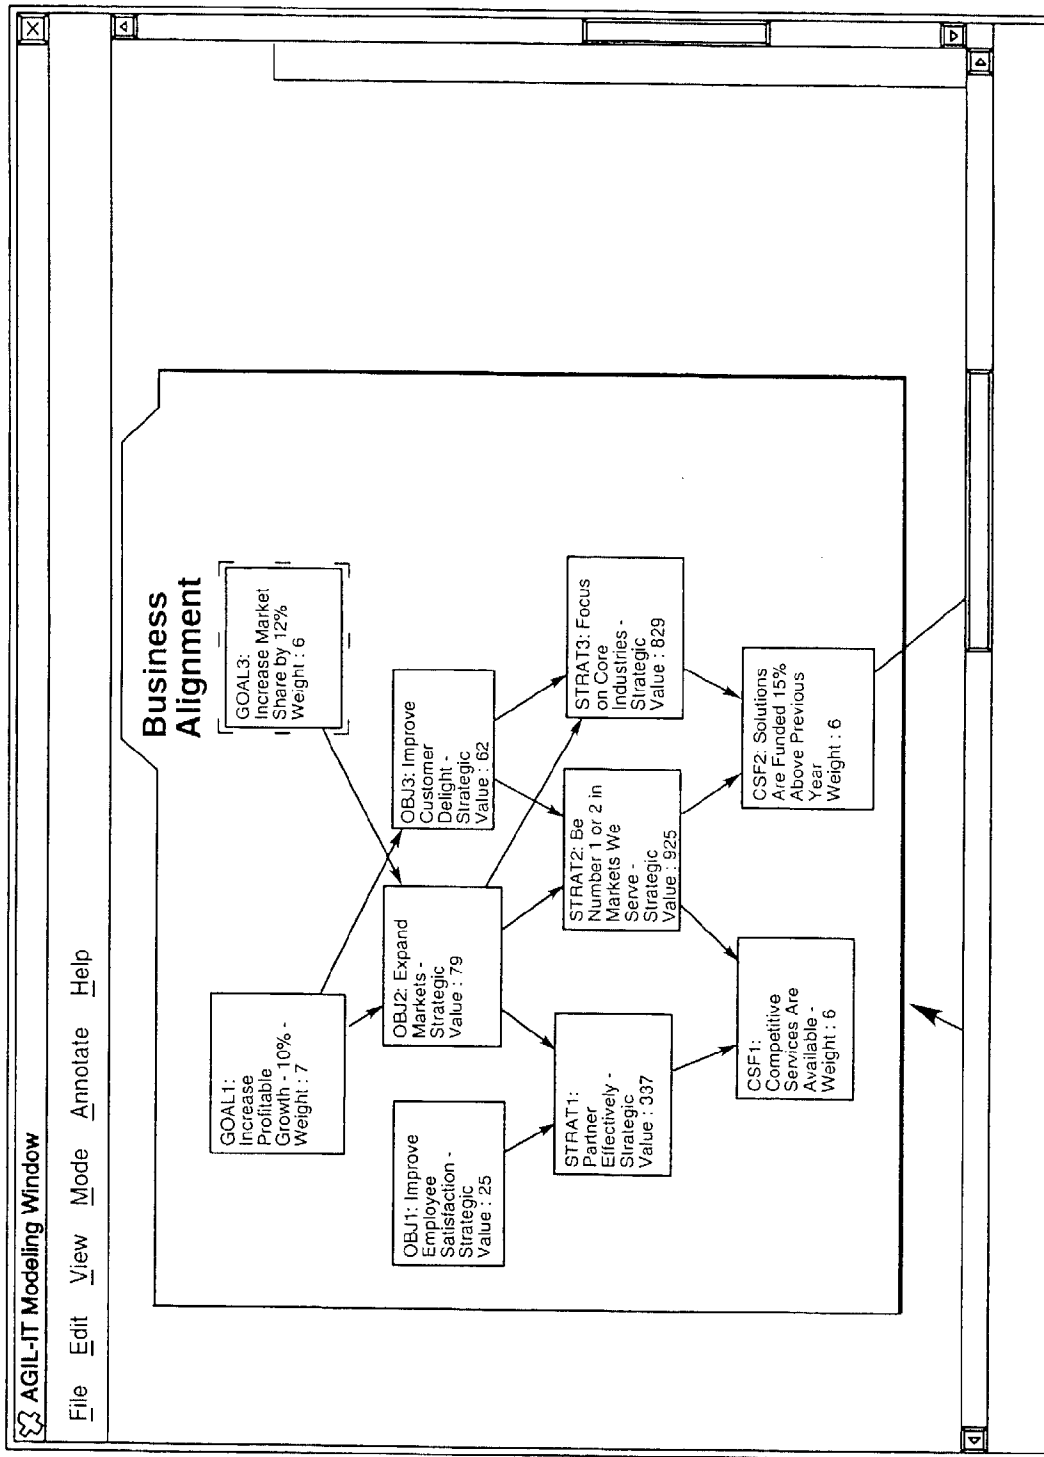 AGIL-IT Modeling Window
File Edit View Mode Annotate Help
Business
Alignment
GOAL1:
Increase
Profitable
Growth - 10% -
Weight : 7
GOAL3:
Increase Market
Share by 12%
Weight : 6
OBJ1: Improve
Employee
Satisfaction -
Strategic
Value : 25
OBJ2: Expand
Markets -
Strategic
Value : 79
OBJ3: Improve
Customer
Delight -
Strategic
Value : 62
STRAT1:
Partner
Effectively -
Strategic
Value : 337
STRAT2: Be
Number 1 or 2 in
Markets We
Serve -
Strategic
Value : 925
STRAT3: Focus
on Core
Industries -
Strategic
Value : 829
CSF1:
Competitive
Services Are
Available -
Weight : 6
CSF2: Solutions
Are Funded 15%
Above Previous
Year
Weight : 6